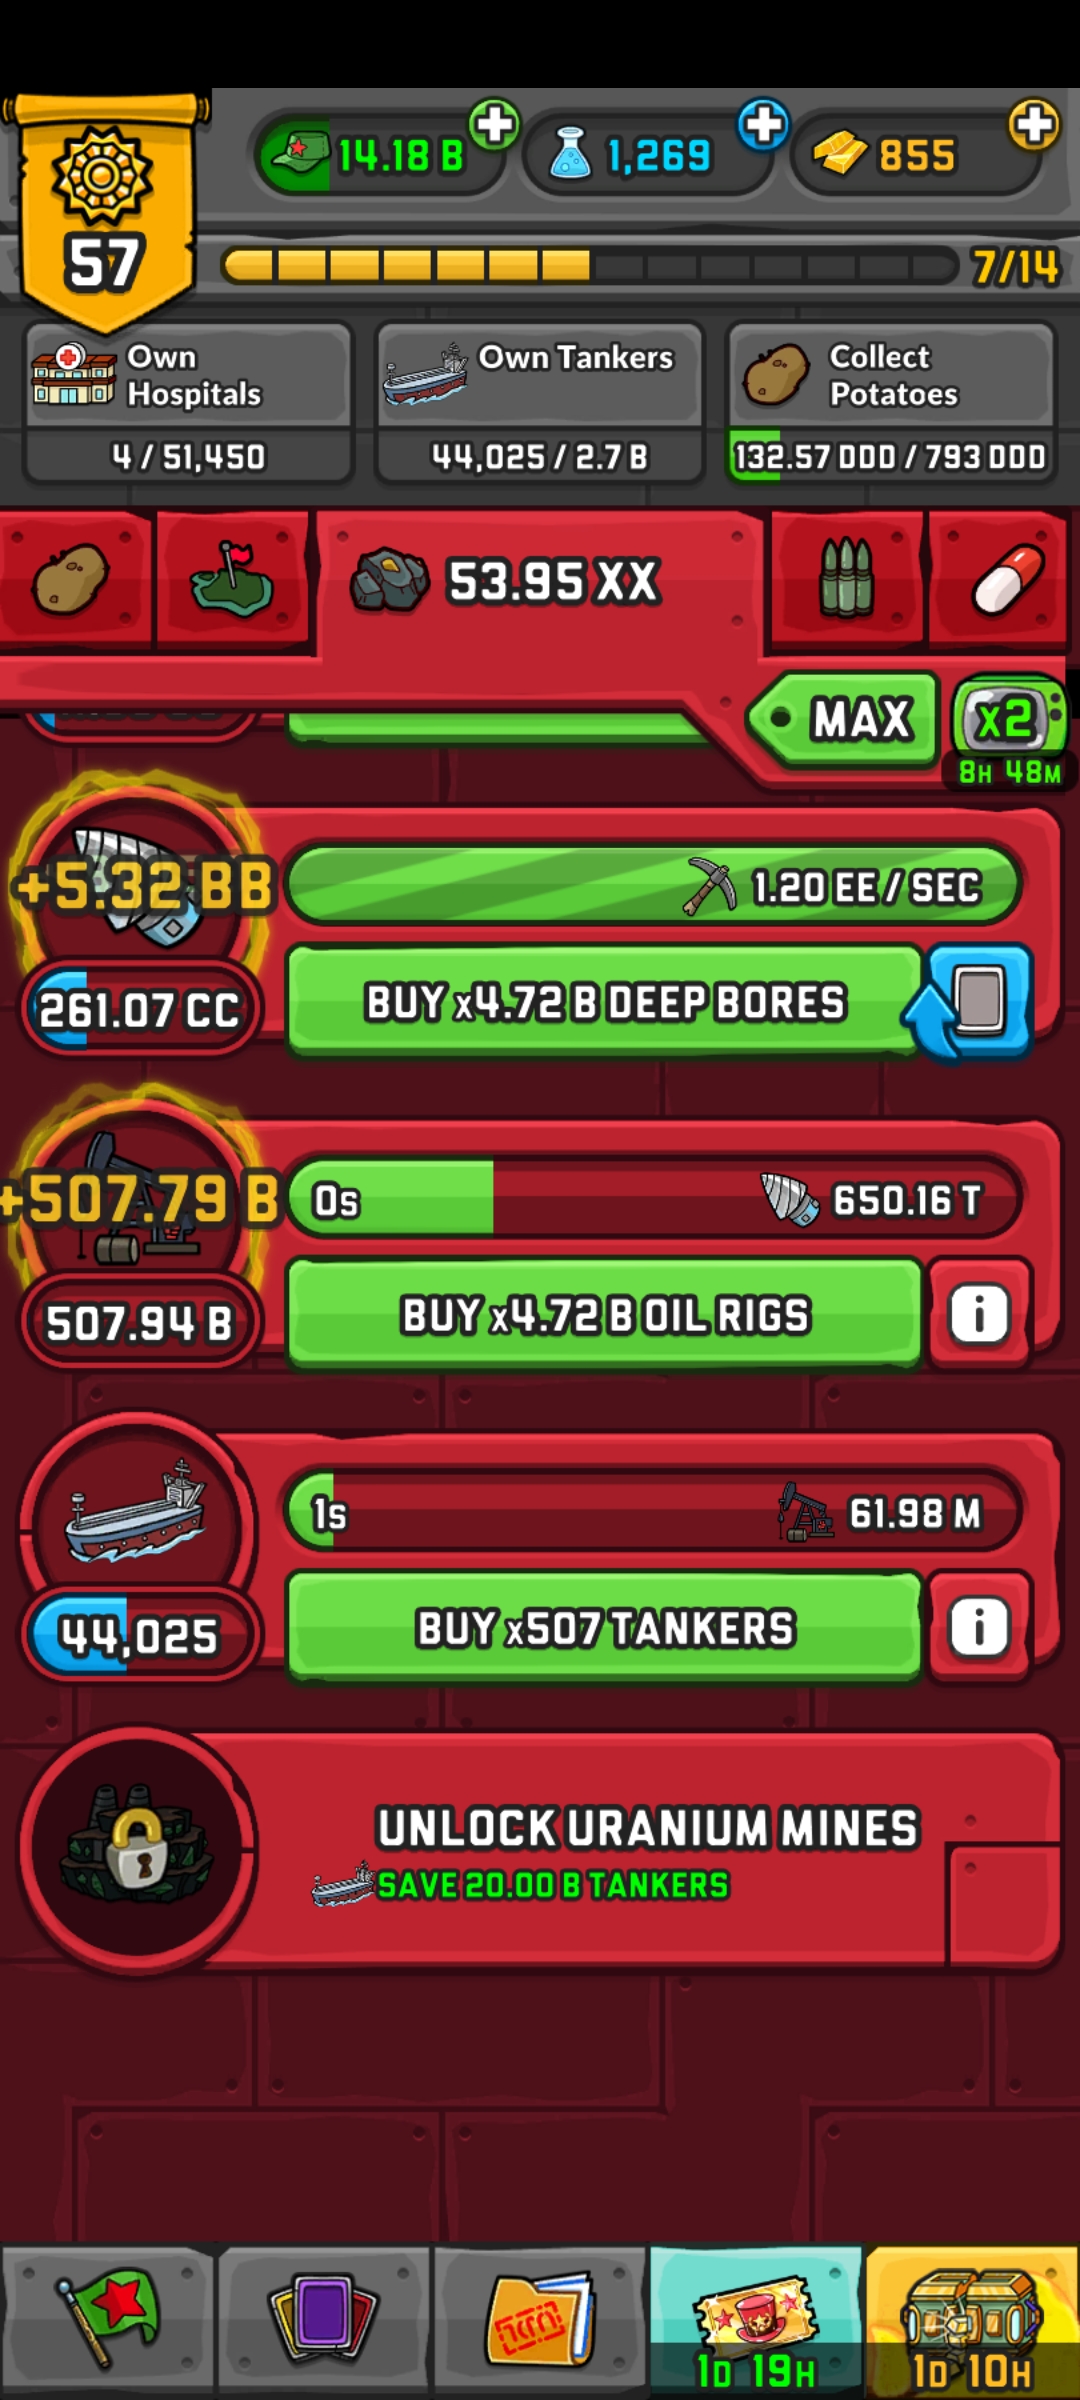 57
14.18 B
1,269
855
7/14
Own Hospitals
4 / 51,450
Own Tankers
44,025 / 2.7 B
Collect Potatoes
132.57 DDD / 793 DDD
53.95 XX
MAX
x2
8H 48M
+5.32 BB
1.20 EE / SEC
261.07 CC
BUY x4.72 B DEEP BORES
+507.79 B
0s
650.16 T
507.94 B
BUY x4.72 B OIL RIGS
i
1s
61.98 M
44,025
BUY x507 TANKERS
i
UNLOCK URANIUM MINES
SAVE 20.00 B TANKERS
1D 19H
1D 10H